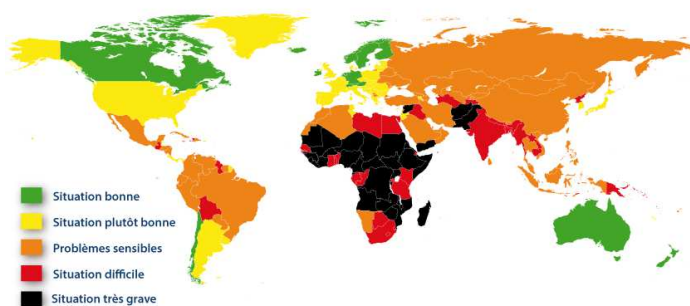 Situation bonne
Situation plutôt bonne
Problèmes sensibles
Situation difficile
Situation très grave